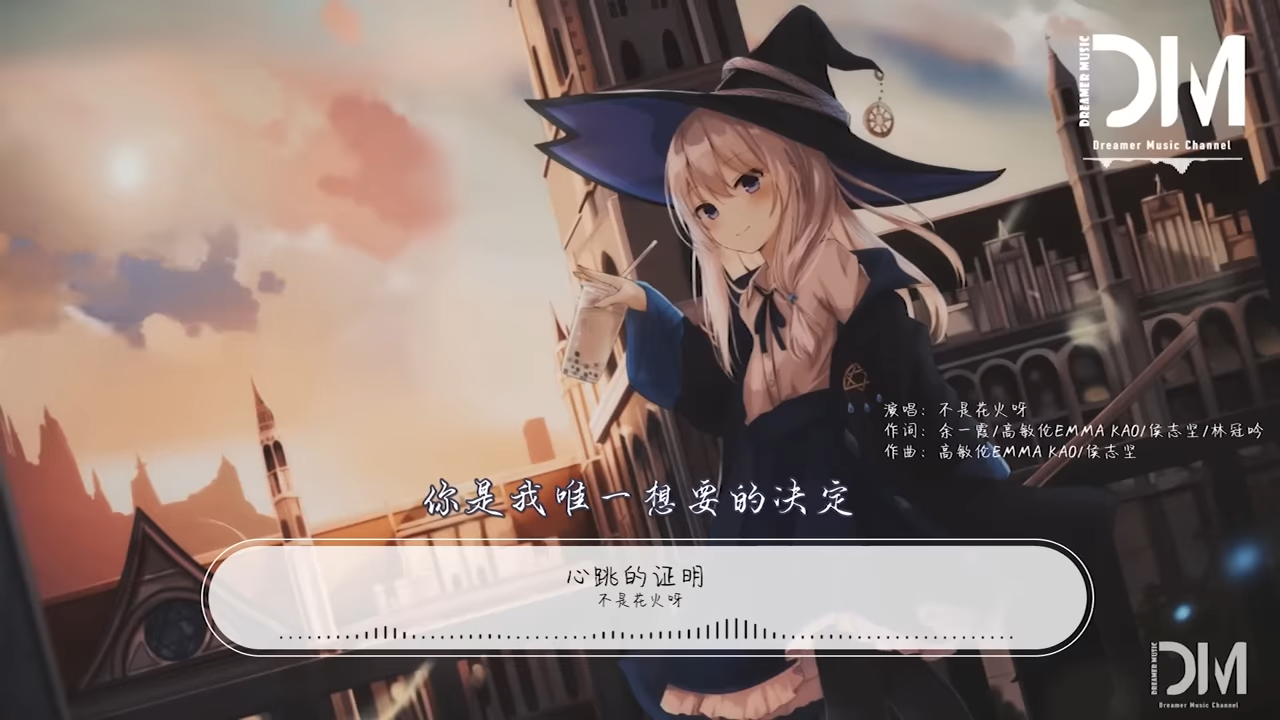 DREAMER MUSIC
DM
Dreamer Music Channel
演唱：不是花火呀
作词：余一霞/高敏伦EMMA KAO/侯志坚/林冠吟
作曲：高敏伦EMMA KAO/侯志坚
你是我唯一想要的决定
心跳的证明
不是花火呀
DREAMER MUSIC
DM
Dreamer Music Channel